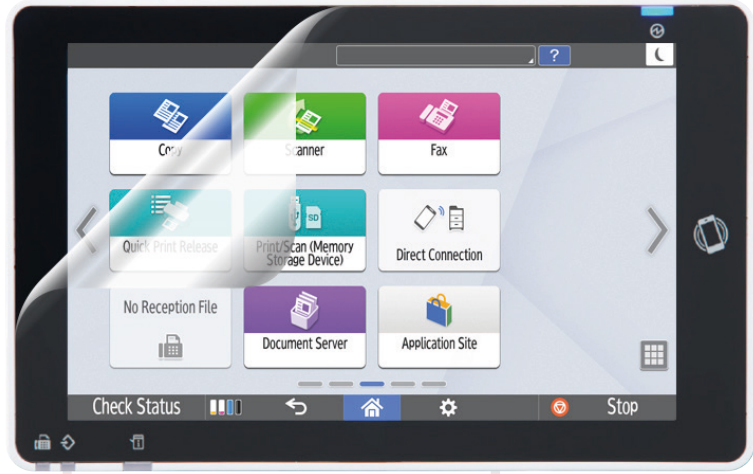 ?
Copy
Scanner
Fax
SD
Quick Print Release
Print/Scan (Memory
Storage Device)
Direct Connection
No Reception File
Document Server
Application Site
Check Status
Stop